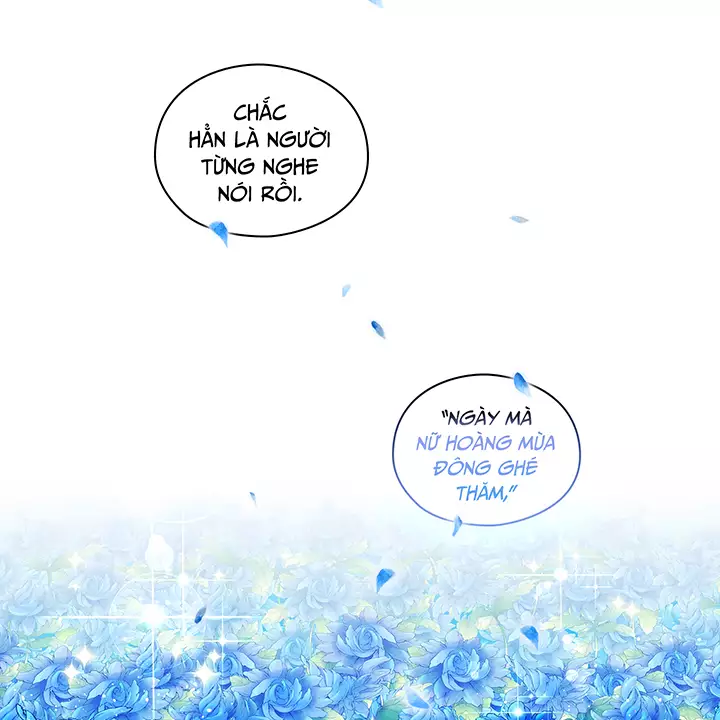 CHẮC
HẲN LÀ NGƯỜI
TỪNG NGHE
NÓI RỒI.
"NGÀY MÀ
NỮ HOÀNG MÙA
ĐÔNG GHÉ
THĂM,"